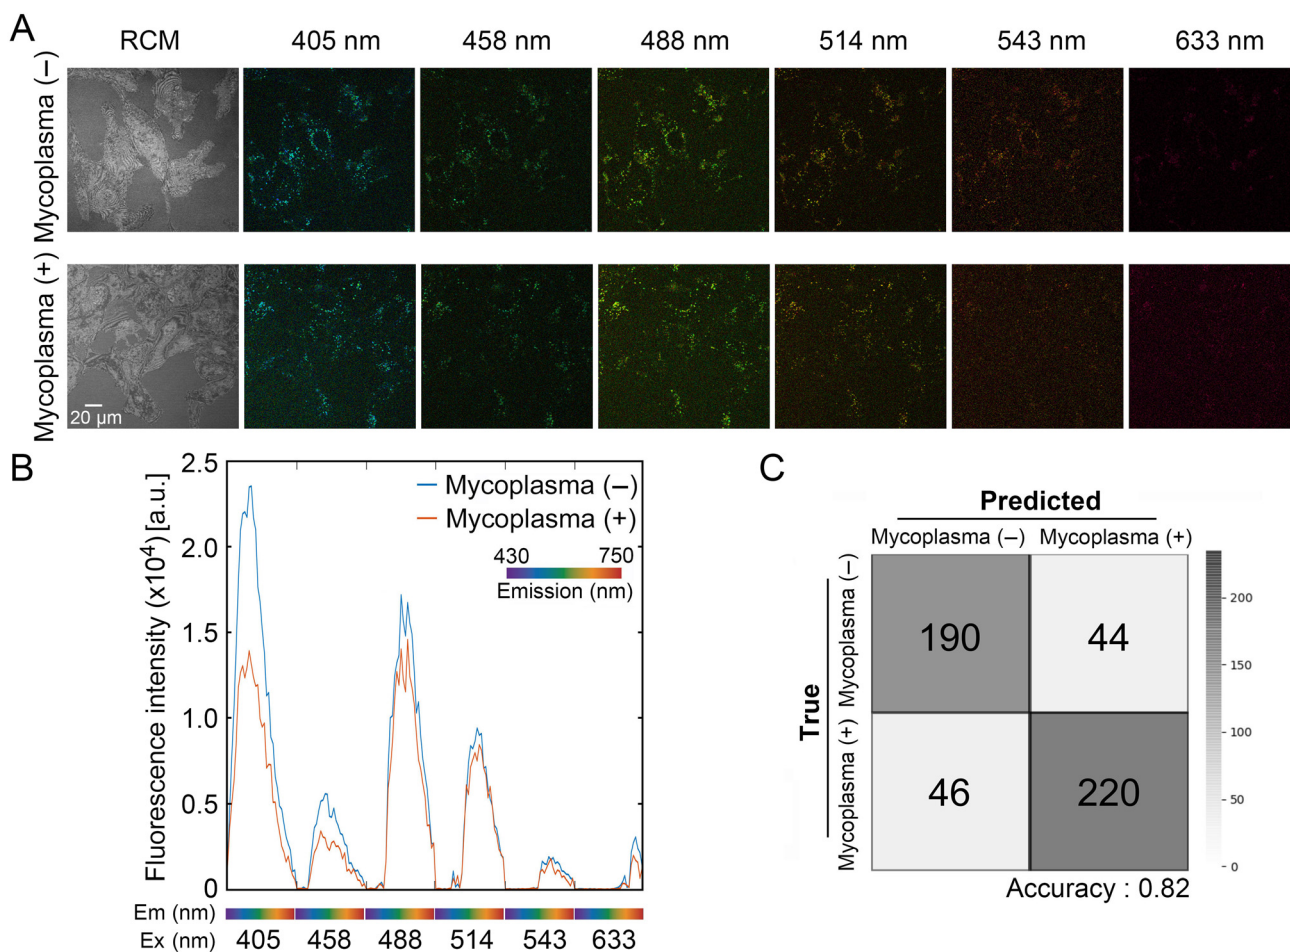 A
RCM 405 nm 458 nm 488 nm 514 nm 543 nm 633 nm
Mycoplasma (–)
Mycoplasma (+)
20 µm
B
Fluorescence intensity (x10⁴)[a.u.]
2.5
2.0
1.5
1.0
0.5
0
Mycoplasma (–)
Mycoplasma (+)
430 750
Emission (nm)
Em (nm)
Ex (nm) 405 458 488 514 543 633
C
Predicted
Mycoplasma (–) Mycoplasma (+)
True
Mycoplasma (–)
Mycoplasma (+)
190 44
46 220
200
150
100
50
0
Accuracy : 0.82